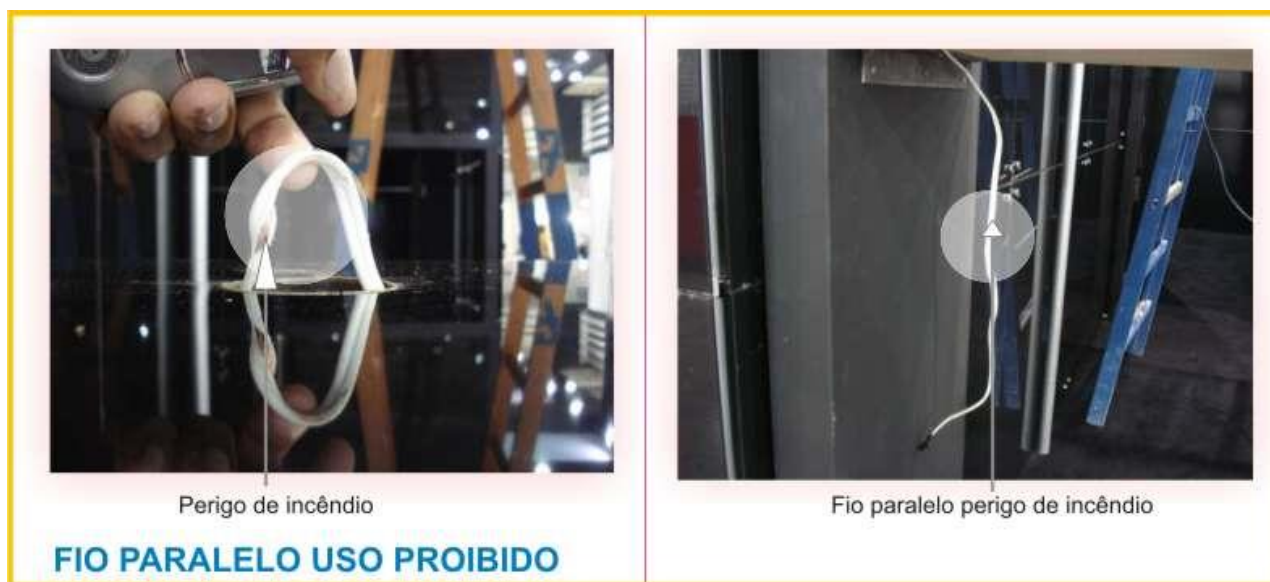 Perigo de incêndio
FIO PARALELO USO PROIBIDO
Fio paralelo perigo de incêndio